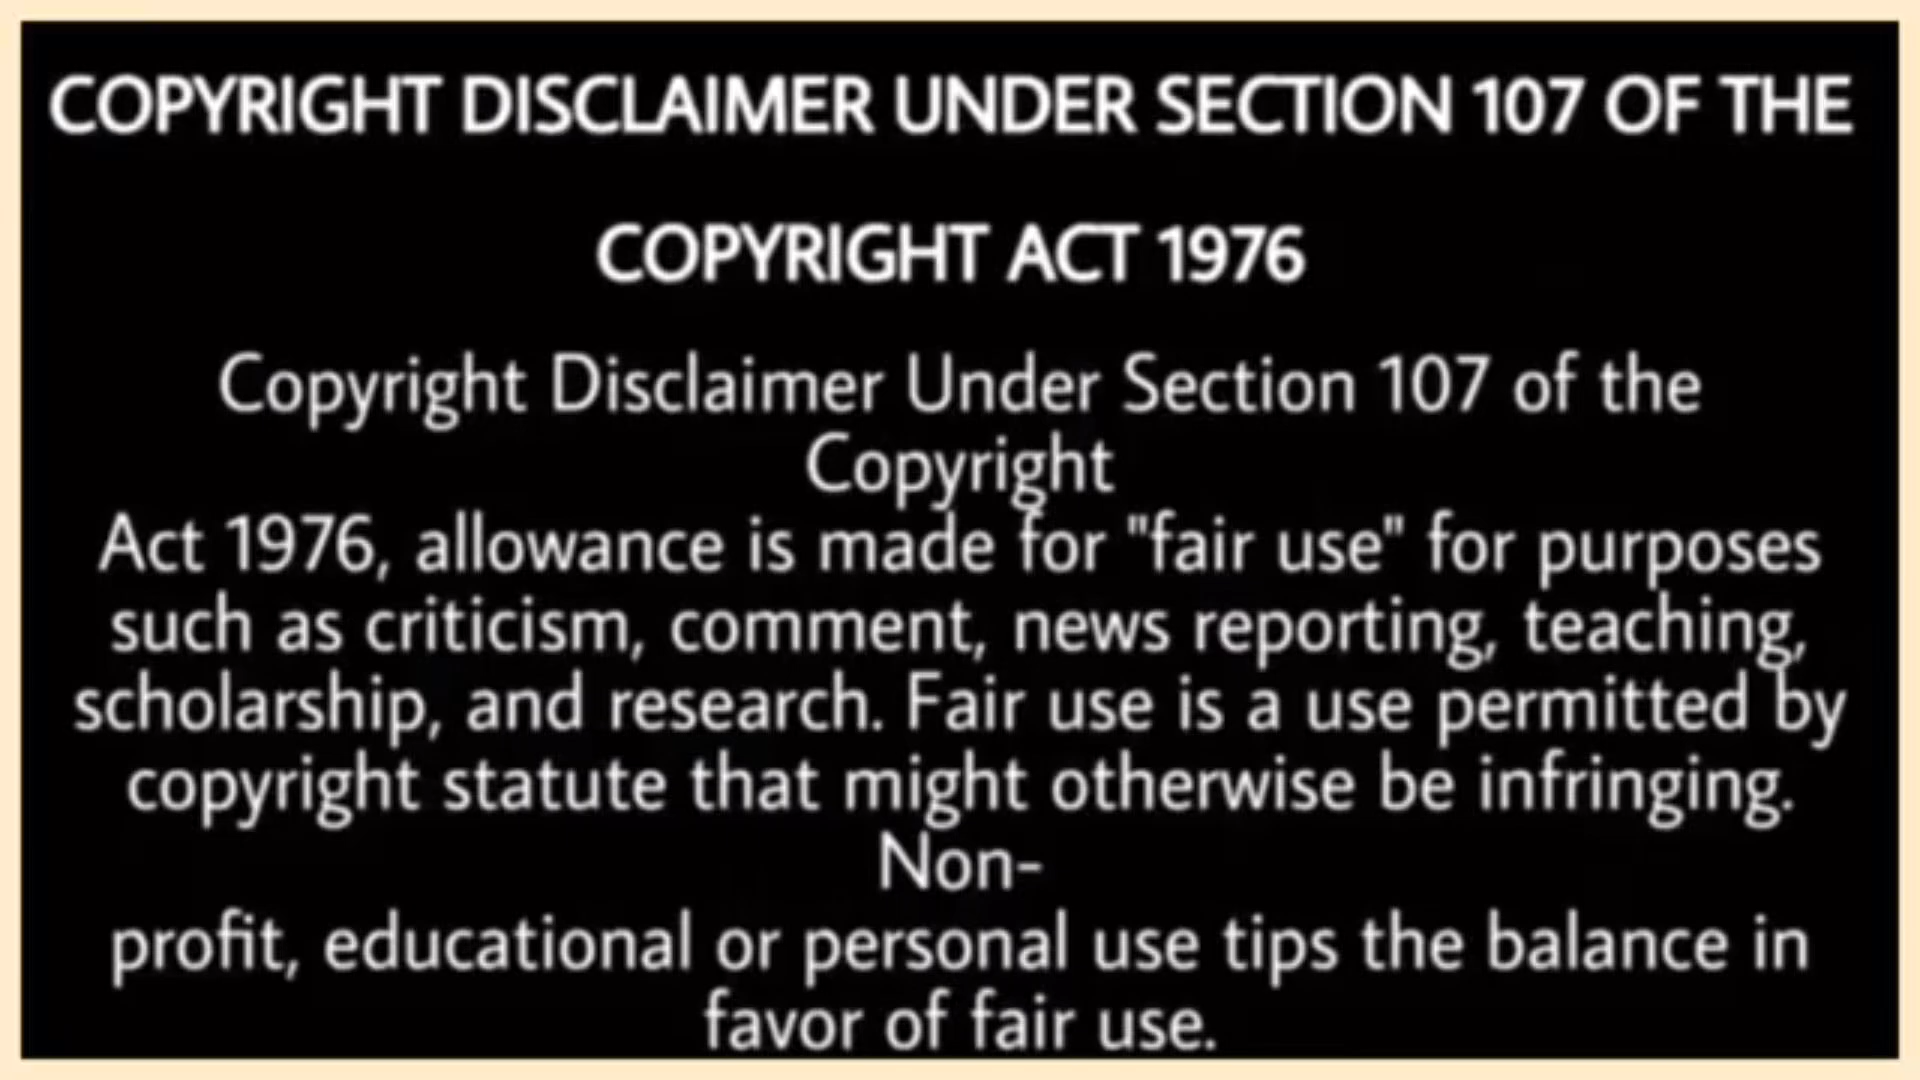 COPYRIGHT DISCLAIMER UNDER SECTION 107 OF THE
COPYRIGHT ACT 1976
Copyright Disclaimer Under Section 107 of the
Copyright
Act 1976, allowance is made for "fair use" for purposes
such as criticism, comment, news reporting, teaching,
scholarship, and research. Fair use is a use permitted by
copyright statute that might otherwise be infringing.
Non-
profit, educational or personal use tips the balance in
favor of fair use.